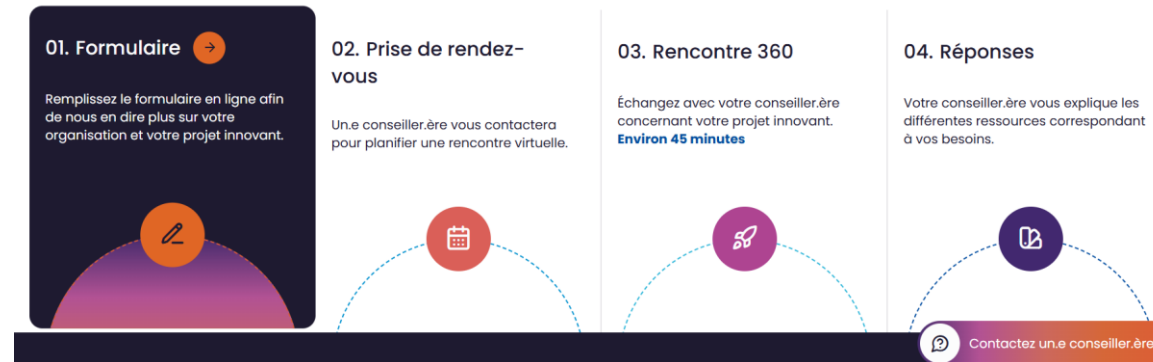 01. Formulaire
Remplissez le formulaire en ligne afin
de nous en dire plus sur votre
organisation et votre projet innovant.
02. Prise de rendez-
vous
Un.e conseiller.ère vous contactera
pour planifier une rencontre virtuelle.
03. Rencontre 360
Échangez avec votre conseiller.ère
concernant votre projet innovant.
Environ 45 minutes
04. Réponses
Votre conseiller.ère vous explique les
différentes ressources correspondant
à vos besoins.
Contactez un.e conseiller.ère